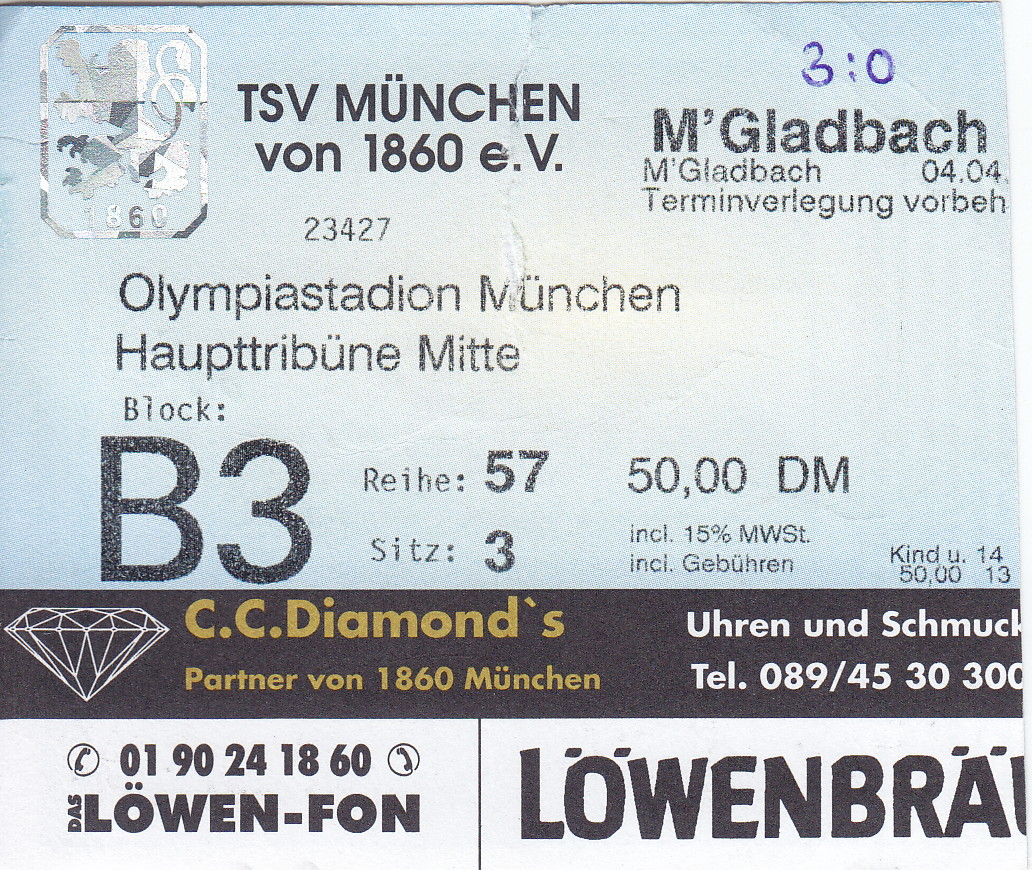 3:0
TSV MÜNCHEN
von 1860 e.V.
M'Gladbach
M'Gladbach 04.04.
Terminverlegung vorbeh
1860
23427
Olympiastadion München
Haupttribüne Mitte
Block:
B3
Reihe: 57
50,00 DM
Sitz: 3
incl. 15% MWSt.
incl. Gebühren
Kind u. 14
50,00 13
C.C.Diamond`s
Uhren und Schmuck
Partner von 1860 München
Tel. 089/45 30 300
✆ 01 90 24 18 60 ✆
DAS LÖWEN-FON
LÖWENBRÄU